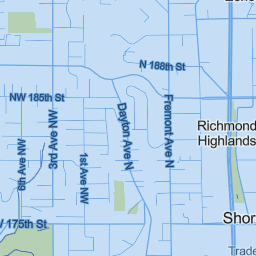 N 188th St
NW 185th St
Dayton Ave N
Fremont Ave N
3rd Ave NW
6th Ave NW
1st Ave NW
Richmond
Highlands
175th St
Shor
Trade